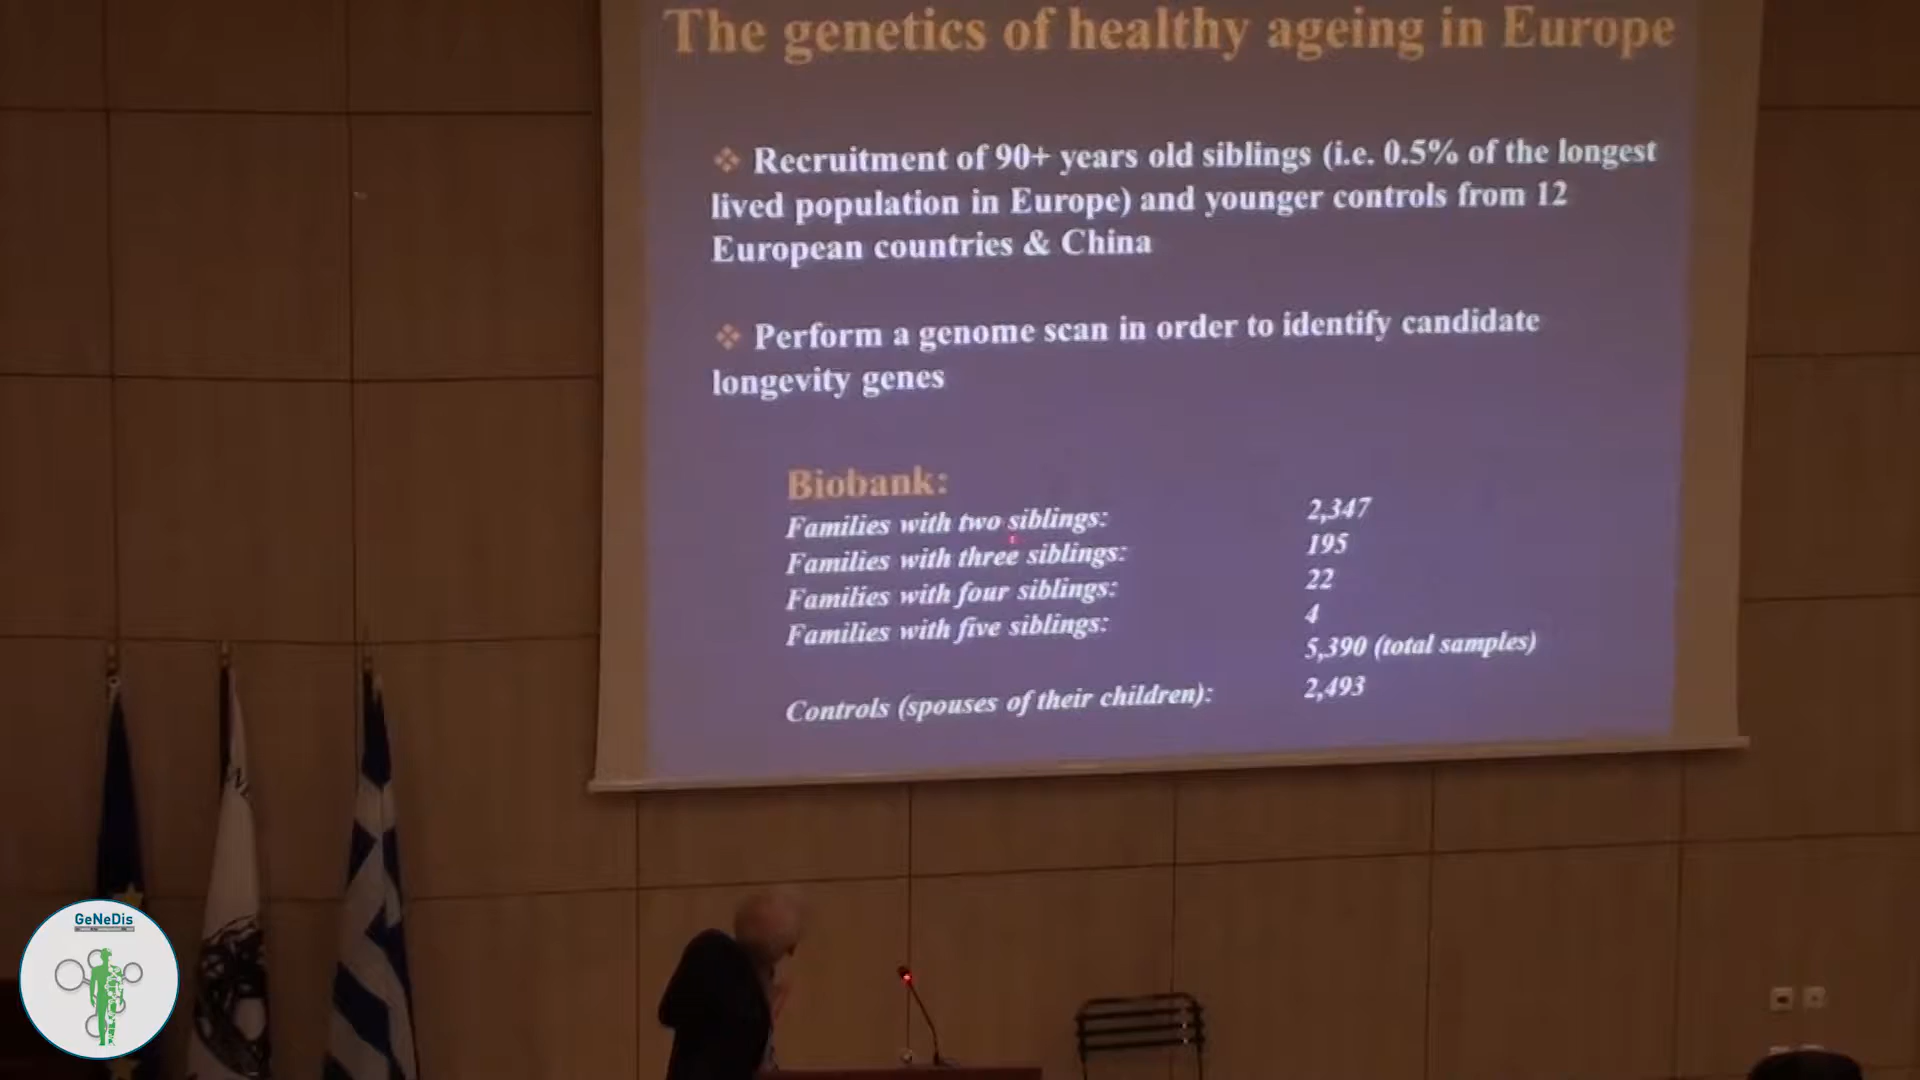 The genetics of healthy ageing in Europe
❖ Recruitment of 90+ years old siblings (i.e. 0.5% of the longest
lived population in Europe) and younger controls from 12
European countries & China
❖ Perform a genome scan in order to identify candidate
longevity genes
Biobank:
Families with two siblings: 2,347
Families with three siblings: 195
Families with four siblings: 22
Families with five siblings: 4
5,390 (total samples)
Controls (spouses of their children): 2,493
GeNeDis